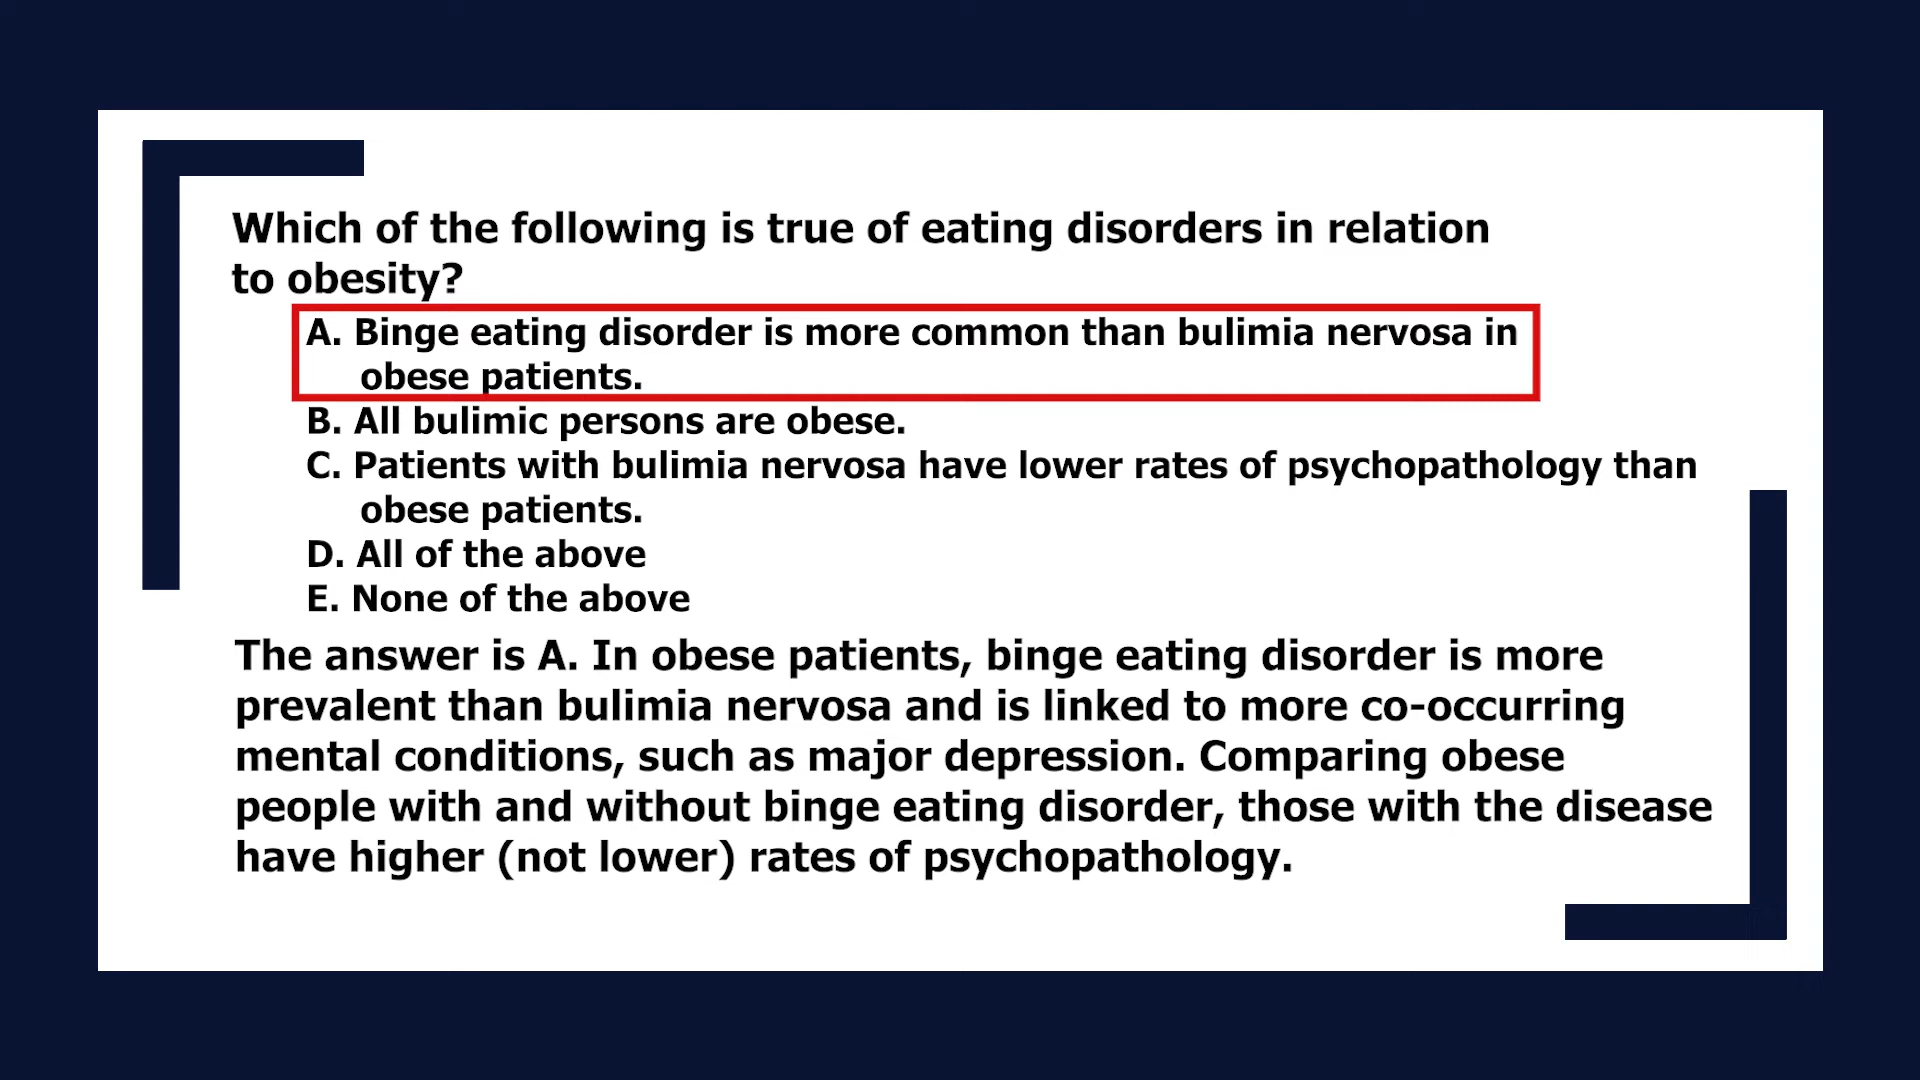 Which of the following is true of eating disorders in relation
to obesity?
A. Binge eating disorder is more common than bulimia nervosa in
obese patients.
B. All bulimic persons are obese.
C. Patients with bulimia nervosa have lower rates of psychopathology than
obese patients.
D. All of the above
E. None of the above
The answer is A. In obese patients, binge eating disorder is more
prevalent than bulimia nervosa and is linked to more co-occurring
mental conditions, such as major depression. Comparing obese
people with and without binge eating disorder, those with the disease
have higher (not lower) rates of psychopathology.